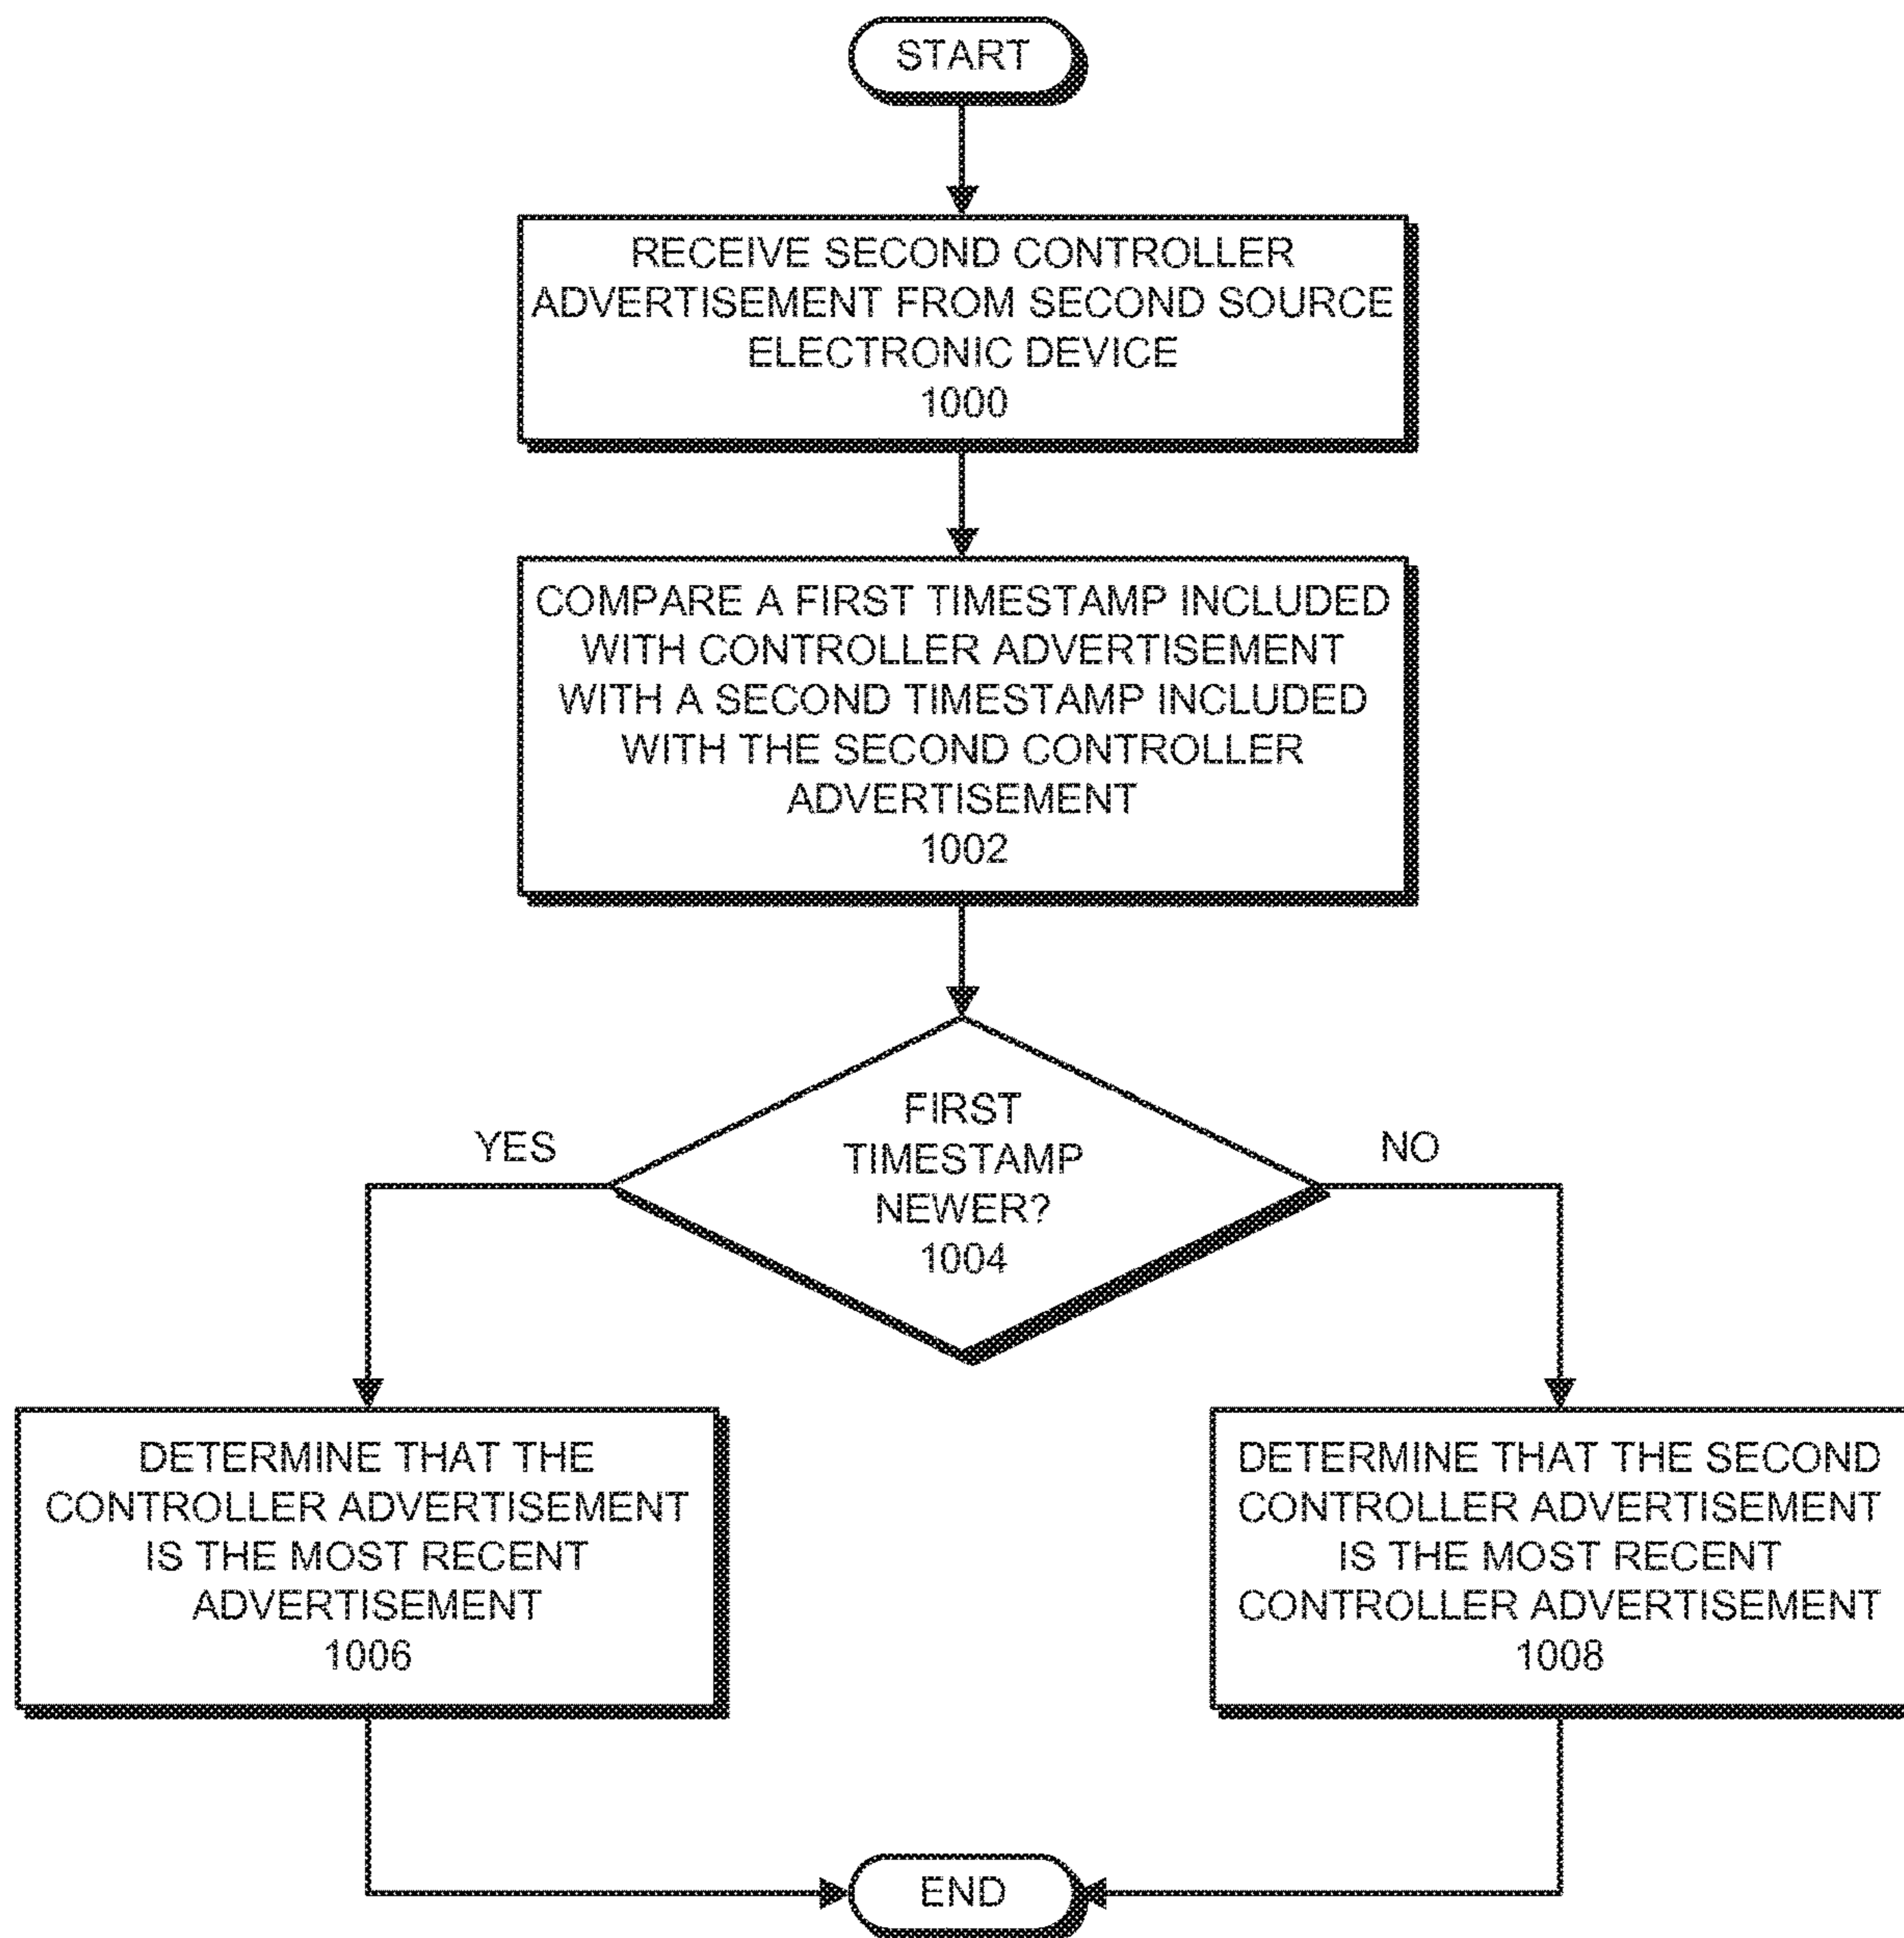 START
RECEIVE SECOND CONTROLLER
ADVERTISEMENT FROM SECOND SOURCE
ELECTRONIC DEVICE
1000
COMPARE A FIRST TIMESTAMP INCLUDED
WITH CONTROLLER ADVERTISEMENT
WITH A SECOND TIMESTAMP INCLUDED
WITH THE SECOND CONTROLLER
ADVERTISEMENT
1002
FIRST
TIMESTAMP
NEWER?
1004
YES
NO
DETERMINE THAT THE
CONTROLLER ADVERTISEMENT
IS THE MOST RECENT
ADVERTISEMENT
1006
DETERMINE THAT THE SECOND
CONTROLLER ADVERTISEMENT
IS THE MOST RECENT
CONTROLLER ADVERTISEMENT
1008
END